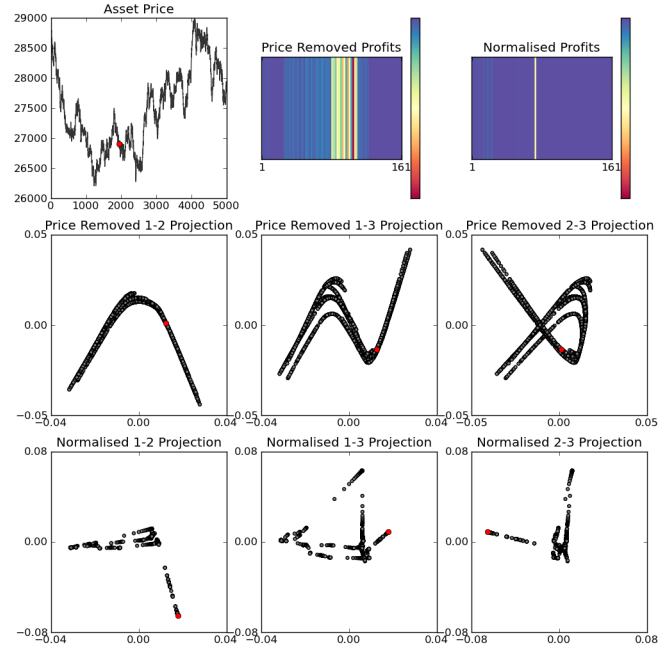 Asset Price
29000
28500
28000
27500
27000
26500
26000
0 1000 2000 3000 4000 5000
Price Removed Profits
1 161
Normalised Profits
1 161
Price Removed 1-2 Projection
0.05
0.00
−0.05
−0.04 0.00 0.04
Price Removed 1-3 Projection
0.05
0.00
−0.05
−0.04 0.00 0.04
Price Removed 2-3 Projection
0.05
0.00
−0.05
−0.05 0.00 0.05
Normalised 1-2 Projection
0.08
0.00
−0.08
−0.04 0.00 0.04
Normalised 1-3 Projection
0.08
0.00
−0.08
−0.04 0.00 0.04
Normalised 2-3 Projection
0.08
0.00
−0.08
−0.08 0.00 0.08